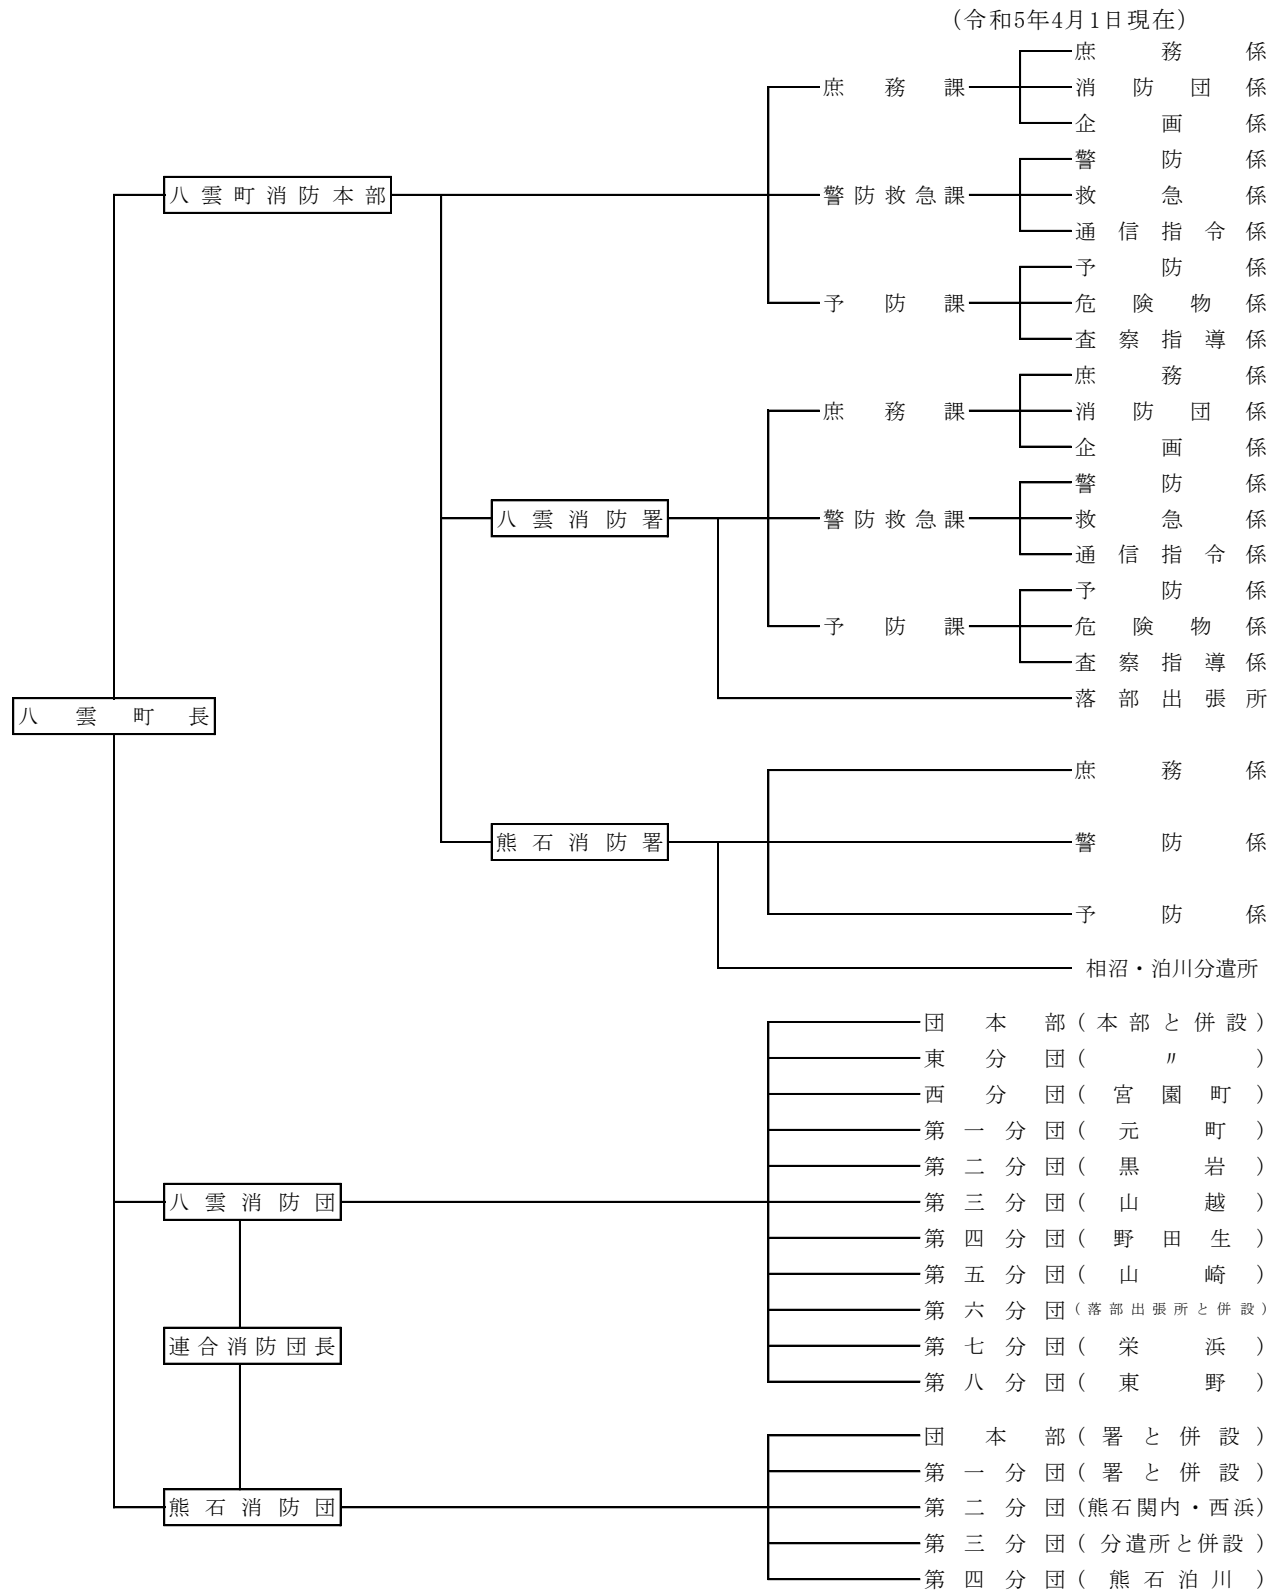 (令和5年4月1日現在)
庶務係
庶務課 消防団係
企画係
警防係
八雲町消防本部 警防救急課 救急係
通信指令係
予防係
予防課 危険物係
査察指導係
庶務係
庶務課 消防団係
企画係
警防係
八雲消防署 警防救急課 救急係
通信指令係
予防係
予防課 危険物係
査察指導係
落部出張所
八雲町長
庶務係
熊石消防署 警防係
予防係
相沼・泊川分遣所
団本部(本部と併設)
東分団(〃)
西分団(宮園町)
第一分団(元町)
第二分団(黒岩)
八雲消防団 第三分団(山越)
第四分団(野田生)
第五分団(山崎)
第六分団(落部出張所と併設)
連合消防団長 第七分団(栄浜)
第八分団(東野)
団本部(署と併設)
第一分団(署と併設)
熊石消防団 第二分団(熊石関内・西浜)
第三分団(分遣所と併設)
第四分団(熊石泊川)